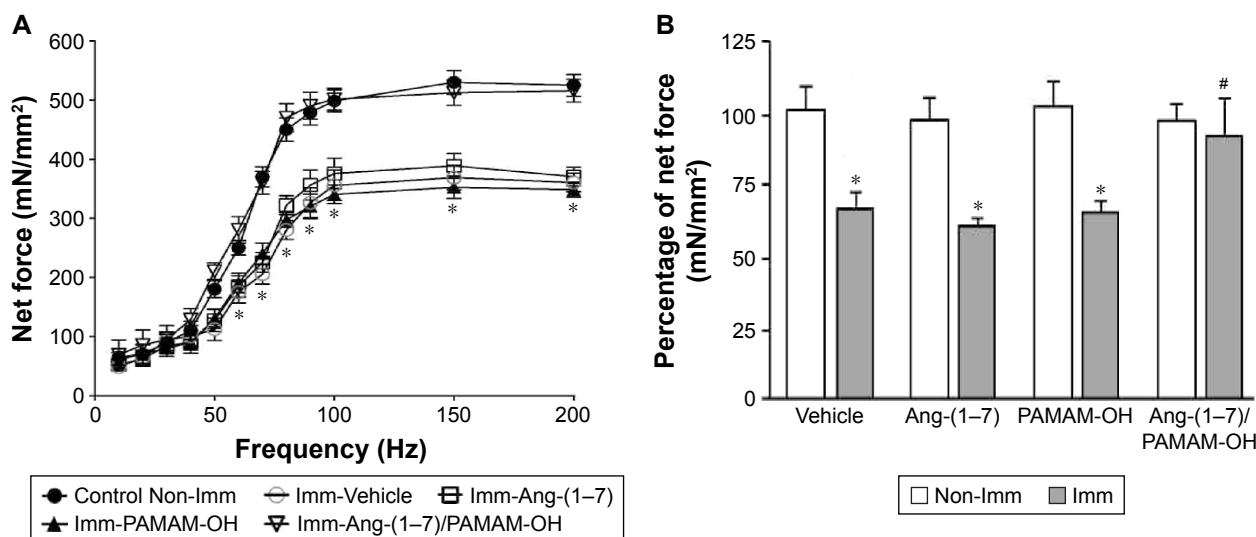 A
Net force (mN/mm²)
600
500
400
300
200
100
0
* * * * * * *
0 50 100 150 200
Frequency (Hz)
Control Non-Imm Imm-Vehicle Imm-Ang-(1–7)
Imm-PAMAM-OH Imm-Ang-(1–7)/PAMAM-OH
B
Percentage of net force
(mN/mm²)
125
100
75
50
25
0
* * * #
Vehicle Ang-(1–7) PAMAM-OH Ang-(1–7)/
PAMAM-OH
Non-Imm Imm